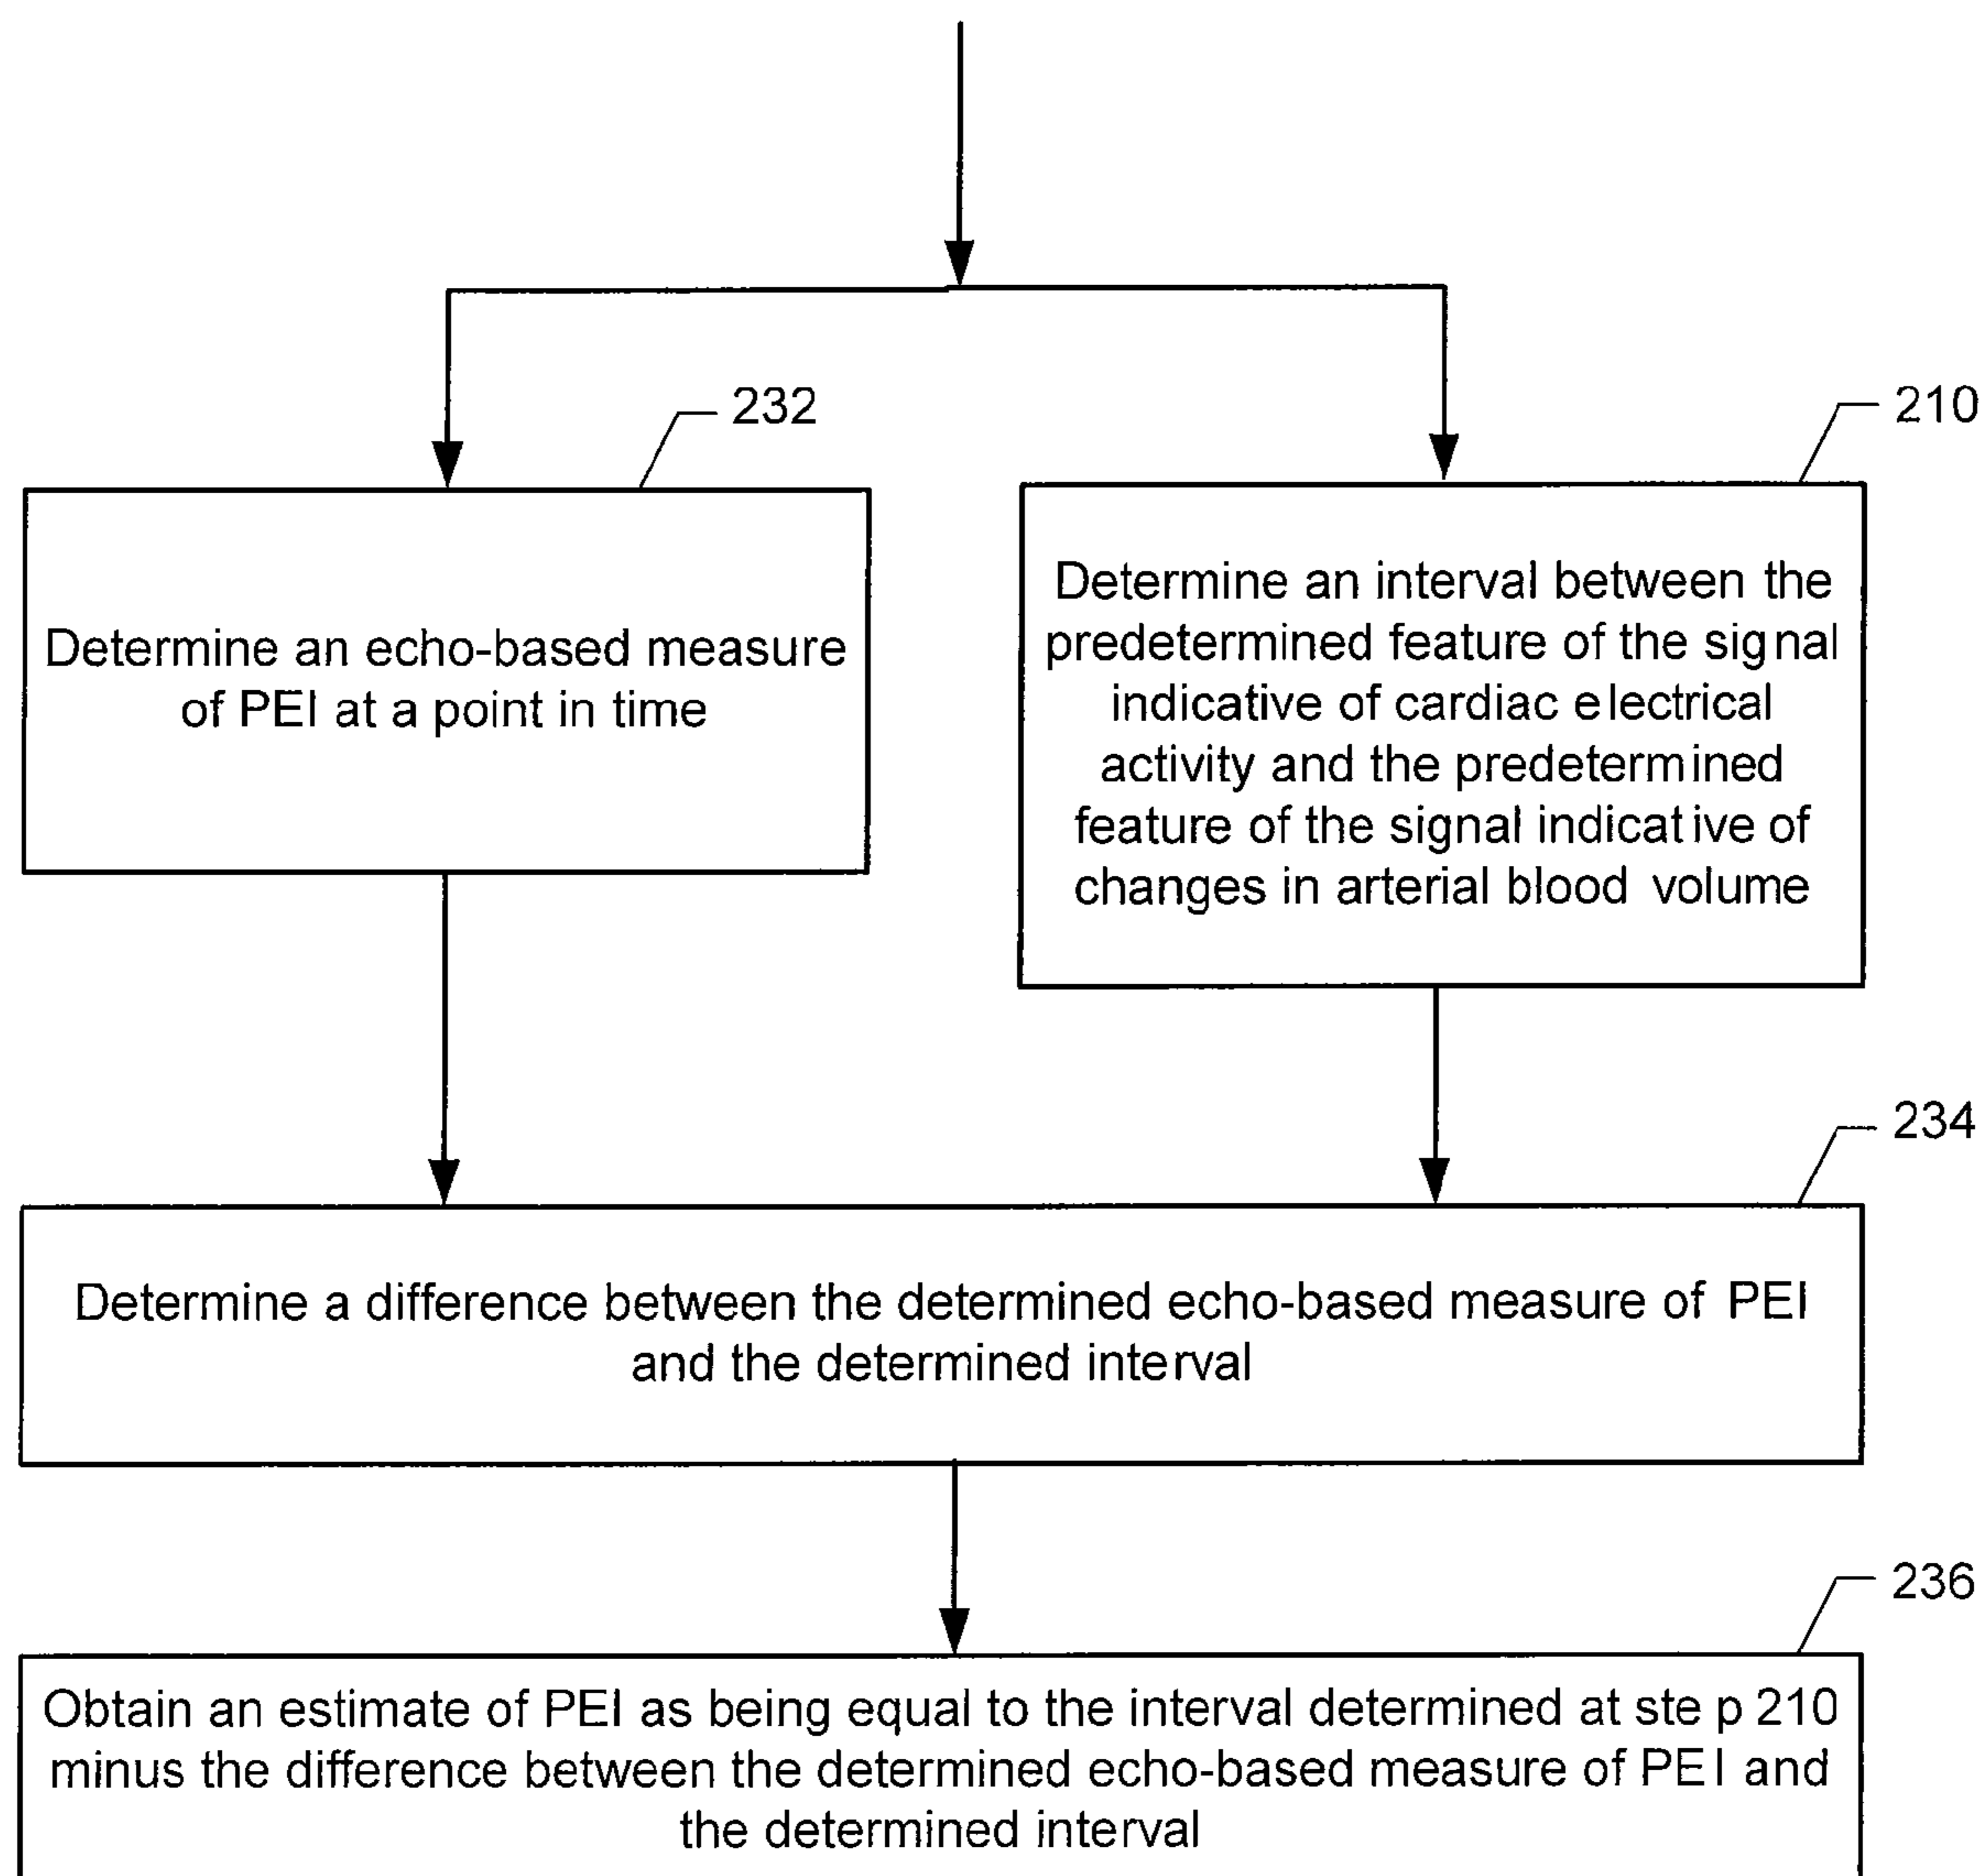 232
210
Determine an echo-based measure
of PEI at a point in time
Determine an interval between the
predetermined feature of the signal
indicative of cardiac electrical
activity and the predetermined
feature of the signal indicative of
changes in arterial blood volume
234
Determine a difference between the determined echo-based measure of PEI
and the determined interval
236
Obtain an estimate of PEI as being equal to the interval determined at step 210
minus the difference between the determined echo-based measure of PEI and
the determined interval